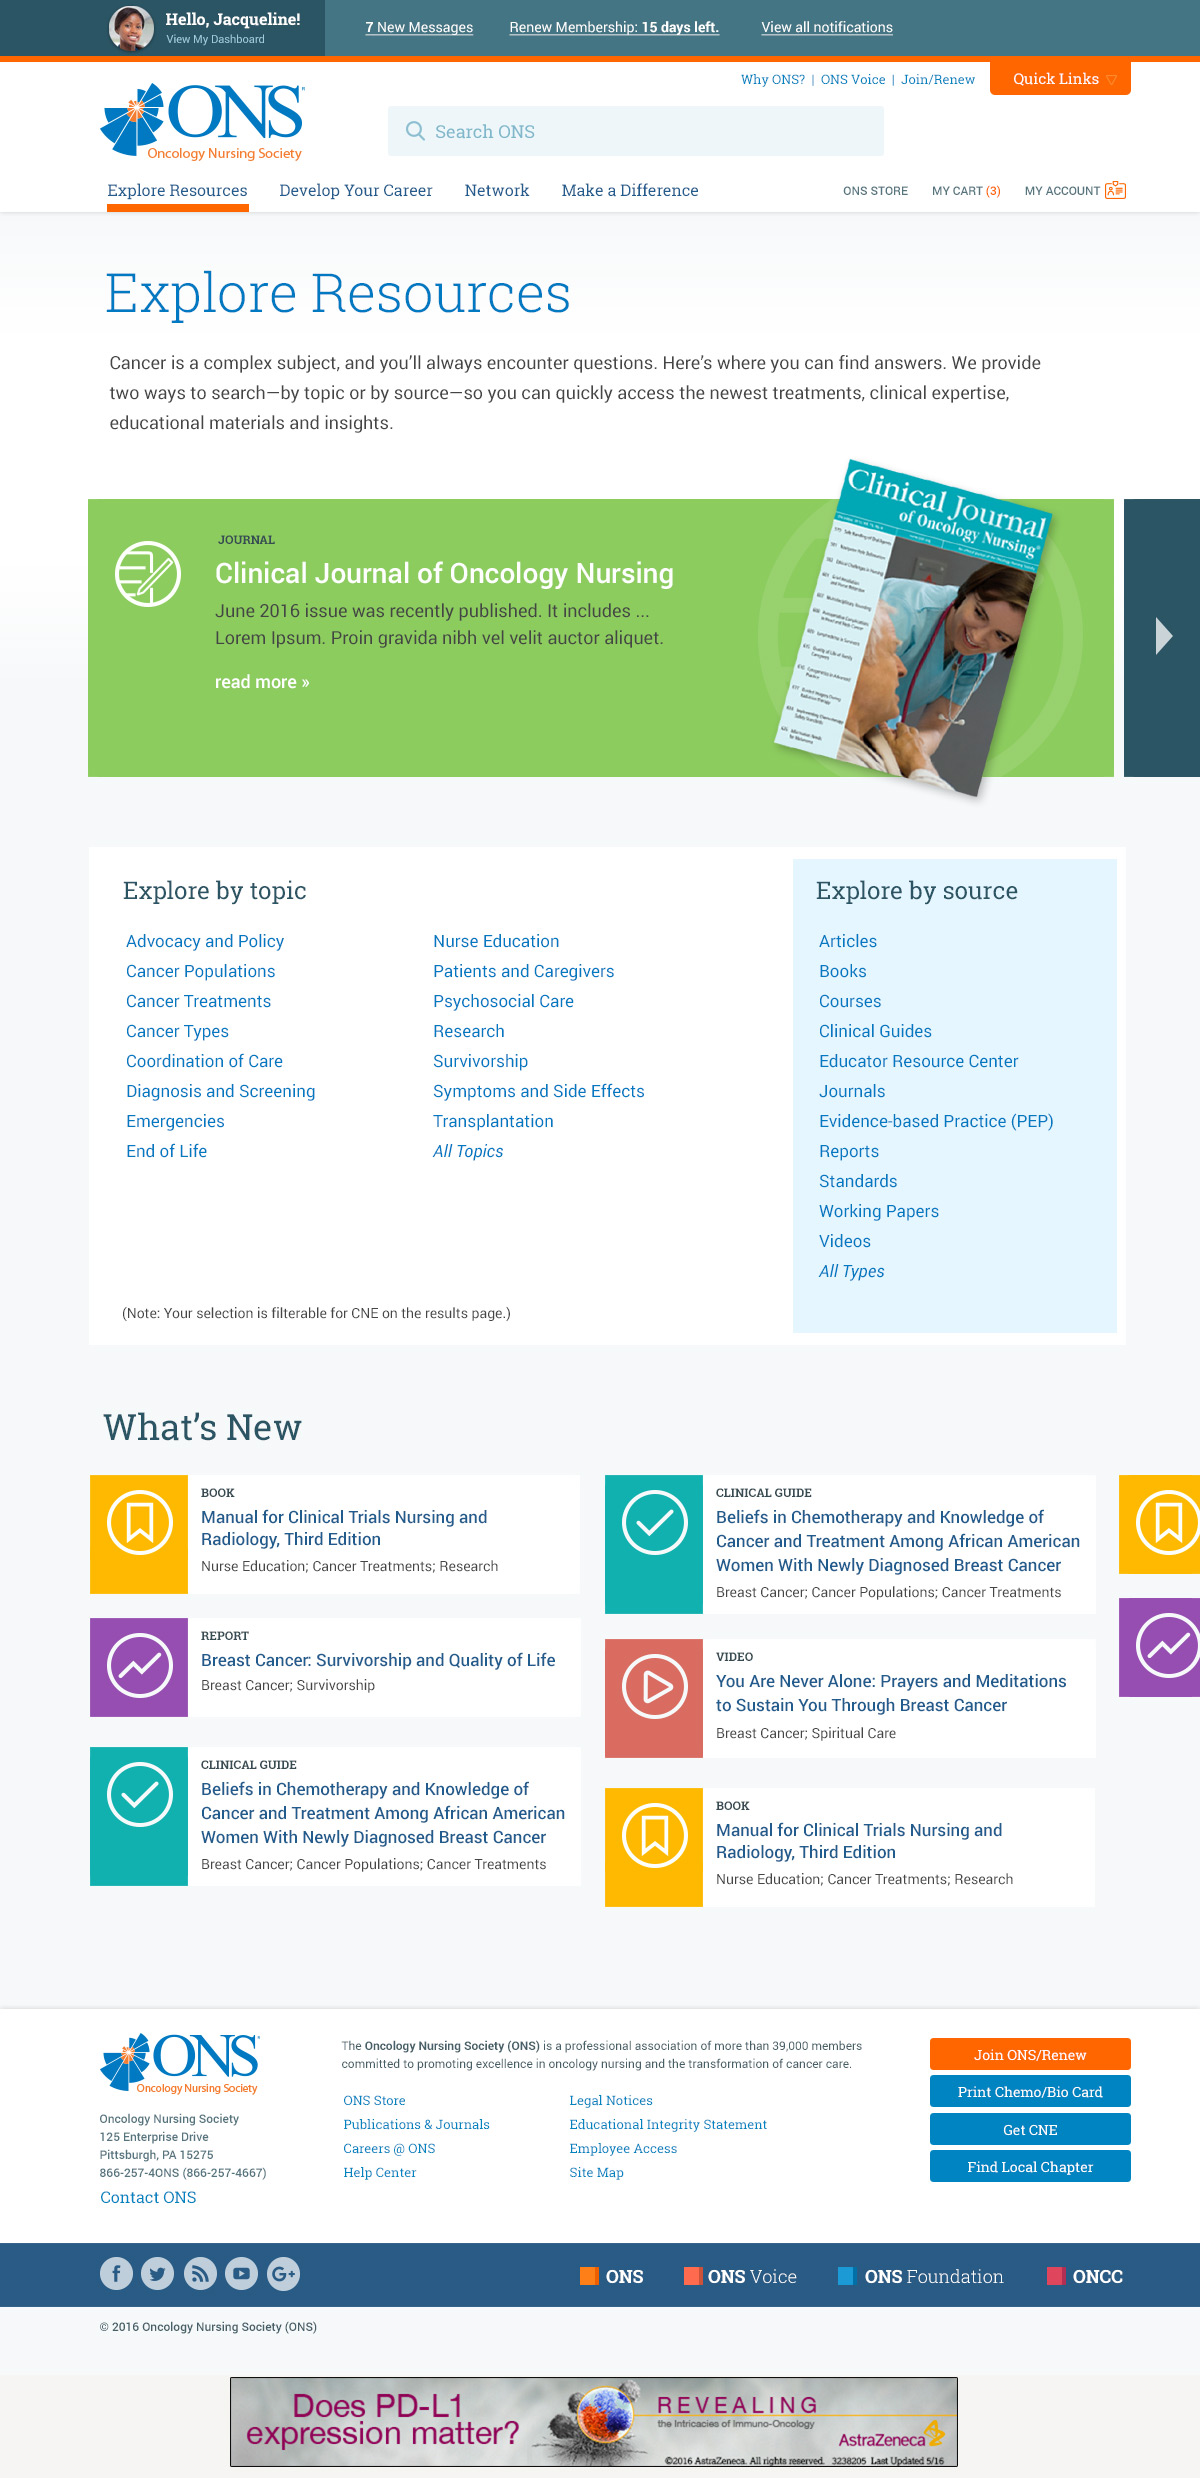 Hello, Jacqueline!
View My Dashboard
7 New Messages
Renew Membership: 15 days left.
View all notifications
Why ONS? | ONS Voice | Join/Renew
Quick Links
ONS
Oncology Nursing Society
Search ONS
Explore Resources
Develop Your Career
Network
Make a Difference
ONS STORE
MY CART (3)
MY ACCOUNT
Explore Resources
Cancer is a complex subject, and you’ll always encounter questions. Here’s where you can find answers. We provide
two ways to search—by topic or by source—so you can quickly access the newest treatments, clinical expertise,
educational materials and insights.
JOURNAL
Clinical Journal of Oncology Nursing
June 2016 issue was recently published. It includes ...
Lorem Ipsum. Proin gravida nibh vel velit auctor aliquet.
read more »
Clinical Journal
of Oncology Nursing
Explore by topic
Advocacy and Policy
Cancer Populations
Cancer Treatments
Cancer Types
Coordination of Care
Diagnosis and Screening
Emergencies
End of Life
Nurse Education
Patients and Caregivers
Psychosocial Care
Research
Survivorship
Symptoms and Side Effects
Transplantation
All Topics
(Note: Your selection is filterable for CNE on the results page.)
Explore by source
Articles
Books
Courses
Clinical Guides
Educator Resource Center
Journals
Evidence-based Practice (PEP)
Reports
Standards
Working Papers
Videos
All Types
What’s New
BOOK
Manual for Clinical Trials Nursing and
Radiology, Third Edition
Nurse Education; Cancer Treatments; Research
REPORT
Breast Cancer: Survivorship and Quality of Life
Breast Cancer; Survivorship
CLINICAL GUIDE
Beliefs in Chemotherapy and Knowledge of
Cancer and Treatment Among African American
Women With Newly Diagnosed Breast Cancer
Breast Cancer; Cancer Populations; Cancer Treatments
CLINICAL GUIDE
Beliefs in Chemotherapy and Knowledge of
Cancer and Treatment Among African American
Women With Newly Diagnosed Breast Cancer
Breast Cancer; Cancer Populations; Cancer Treatments
VIDEO
You Are Never Alone: Prayers and Meditations
to Sustain You Through Breast Cancer
Breast Cancer; Spiritual Care
BOOK
Manual for Clinical Trials Nursing and
Radiology, Third Edition
Nurse Education; Cancer Treatments; Research
ONS
Oncology Nursing Society
Oncology Nursing Society
125 Enterprise Drive
Pittsburgh, PA 15275
866-257-4ONS (866-257-4667)
Contact ONS
The Oncology Nursing Society (ONS) is a professional association of more than 39,000 members
committed to promoting excellence in oncology nursing and the transformation of cancer care.
ONS Store
Publications & Journals
Careers @ ONS
Help Center
Legal Notices
Educational Integrity Statement
Employee Access
Site Map
Join ONS/Renew
Print Chemo/Bio Card
Get CNE
Find Local Chapter
ONS
ONS Voice
ONS Foundation
ONCC
© 2016 Oncology Nursing Society (ONS)
Does PD-L1
expression matter?
REVEALING
the Intricacies of Immuno-Oncology
AstraZeneca
©2016 AstraZeneca. All rights reserved. 3238205 Last Updated 5/16